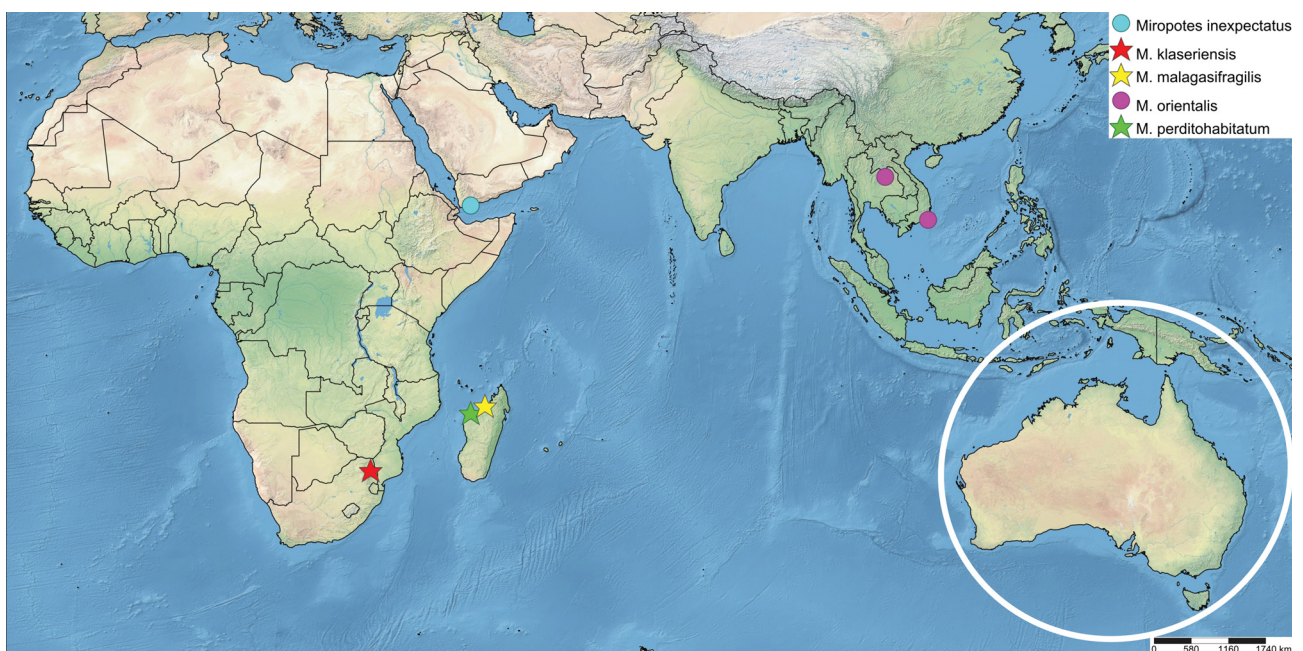 Miropotes inexpectatus
M. klaseriensis
M. malagasifragilis
M. orientalis
M. perditohabitatum
0 580 1160 1740 km